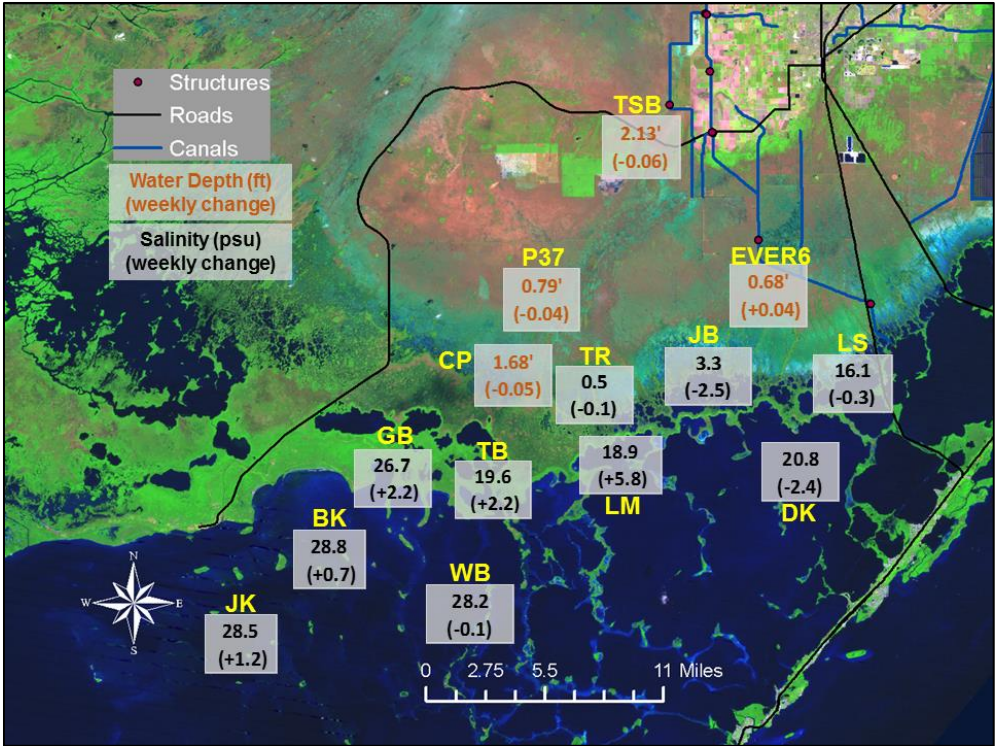 Structures
Roads
Canals
Water Depth (ft)
(weekly change)
Salinity (psu)
(weekly change)
TSB
2.13'
(-0.06)
P37
0.79'
(-0.04)
EVER6
0.68'
(+0.04)
CP
1.68'
(-0.05)
TR
0.5
(-0.1)
JB
3.3
(-2.5)
LS
16.1
(-0.3)
GB
26.7
(+2.2)
TB
19.6
(+2.2)
18.9
(+5.8)
LM
20.8
(-2.4)
DK
BK
28.8
(+0.7)
WB
28.2
(-0.1)
JK
28.5
(+1.2)
N
W E
S
0 2.75 5.5 11 Miles